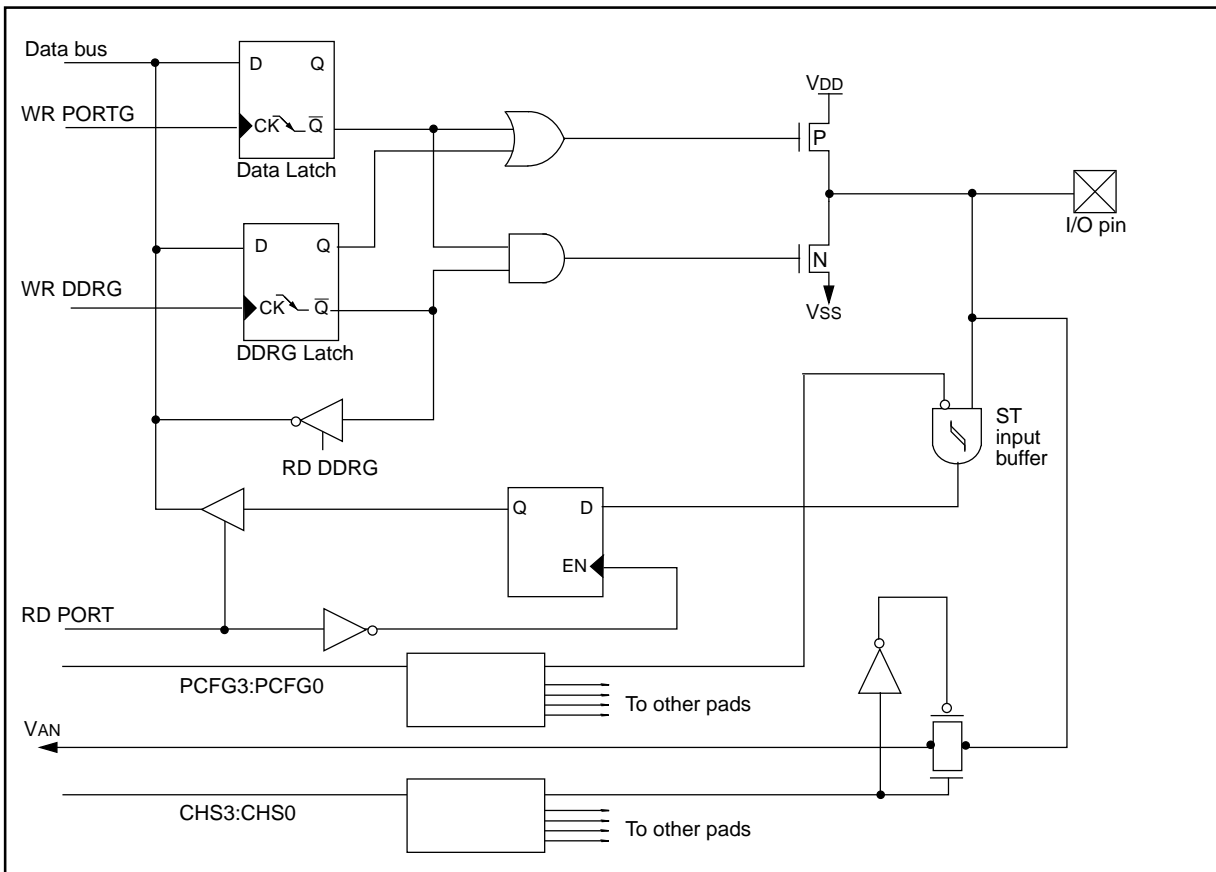 Data bus
D Q
VDD
WR PORTG
CK Q̅
P
Data Latch
I/O pin
D Q
N
WR DDRG
CK Q̅
VSS
DDRG Latch
ST
input
buffer
RD DDRG
Q D
EN
RD PORT
PCFG3:PCFG0
To other pads
VAN
CHS3:CHS0
To other pads